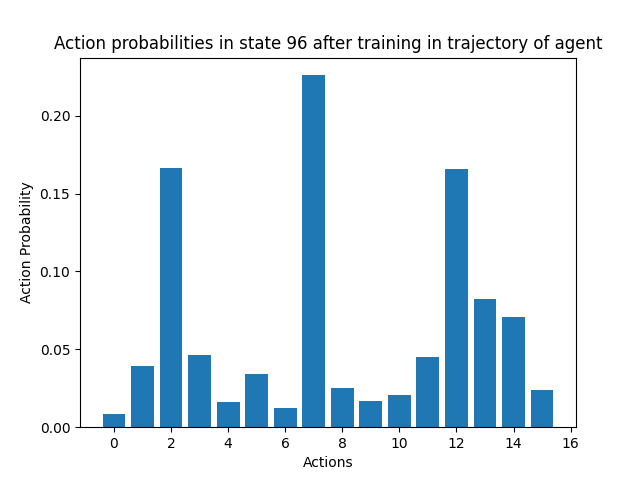 Action probabilities in state 96 after training in trajectory of agent
0.20
0.15
0.10
0.05
0.00
Action Probability
0 2 4 6 8 10 12 14 16
Actions